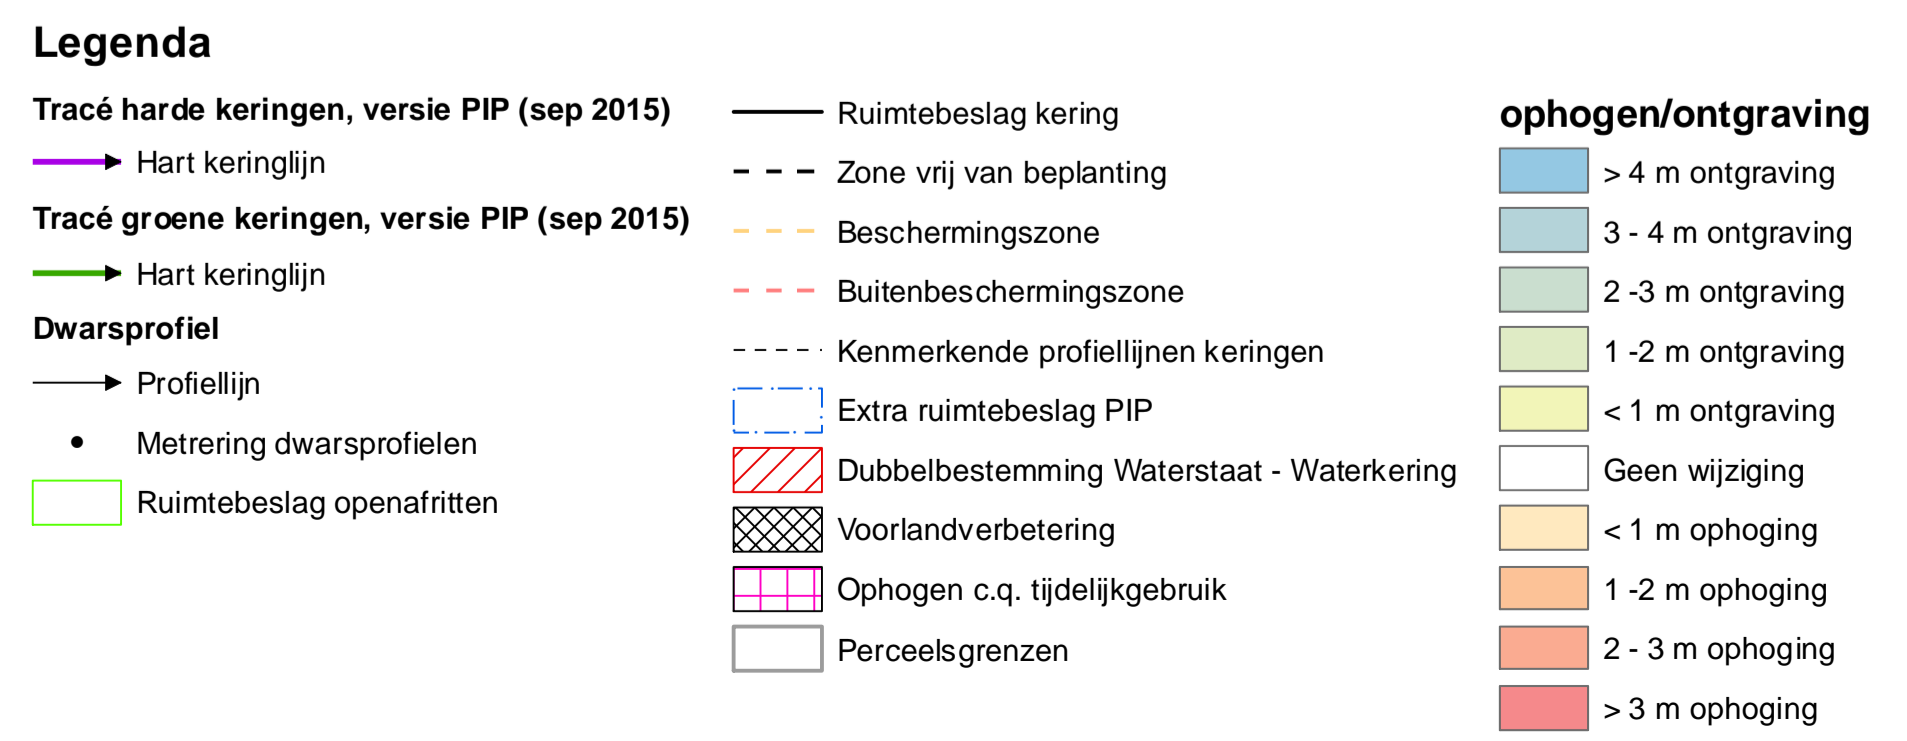 Legenda
Tracé harde keringen, versie PIP (sep 2015)
Hart keringlijn
Tracé groene keringen, versie PIP (sep 2015)
Hart keringlijn
Dwarsprofiel
Profiellijn
Metrering dwarsprofielen
Ruimtebeslag openafritten
Ruimtebeslag kering
Zone vrij van beplanting
Beschermingszone
Buitenbeschermingszone
Kenmerkende profiellijnen keringen
Extra ruimtebeslag PIP
Dubbelbestemming Waterstaat - Waterkering
Voorlandverbetering
Ophogen c.q. tijdelijkgebruik
Perceelsgrenzen
ophogen/ontgraving
> 4 m ontgraving
3 - 4 m ontgraving
2 -3 m ontgraving
1 -2 m ontgraving
< 1 m ontgraving
Geen wijziging
< 1 m ophoging
1 -2 m ophoging
2 - 3 m ophoging
> 3 m ophoging